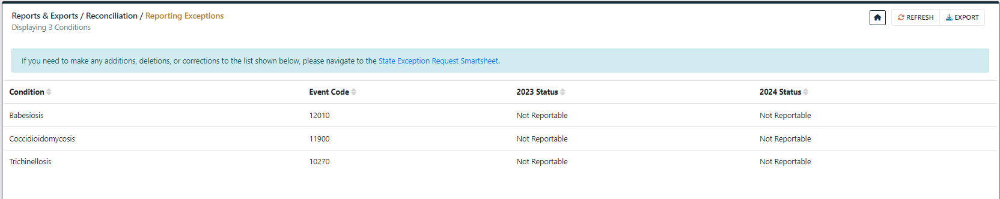 Reports & Exports / Reconciliation / Reporting Exceptions
Displaying 3 Conditions
REFRESH EXPORT
If you need to make any additions, deletions, or corrections to the list shown below, please navigate to the State Exception Request Smartsheet.
Condition Event Code 2023 Status 2024 Status
Babesiosis 12010 Not Reportable Not Reportable
Coccidioidomycosis 11900 Not Reportable Not Reportable
Trichinellosis 10270 Not Reportable Not Reportable